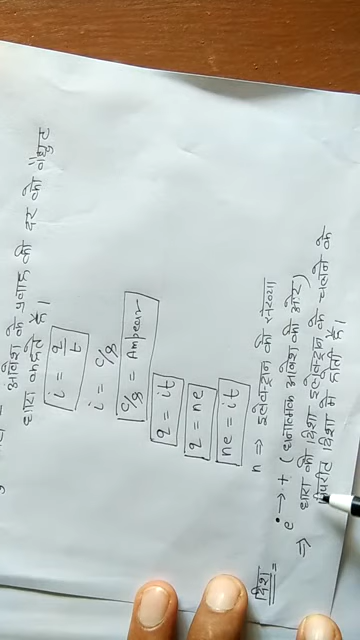 आवेश के प्रवाह की दर को वैधुत
धारा कहते हैं।
i = q/t
i = C/s
C/s = Ampear
q = it
q = ne
ne = it
n ⇒ इलेक्ट्रान की संख्या
दिशा =
e → + (धनात्मक आवेश की ओर)
⇒ धारा की दिशा इलेक्ट्रान के चलने के
विपरीत दिशा में होती है।